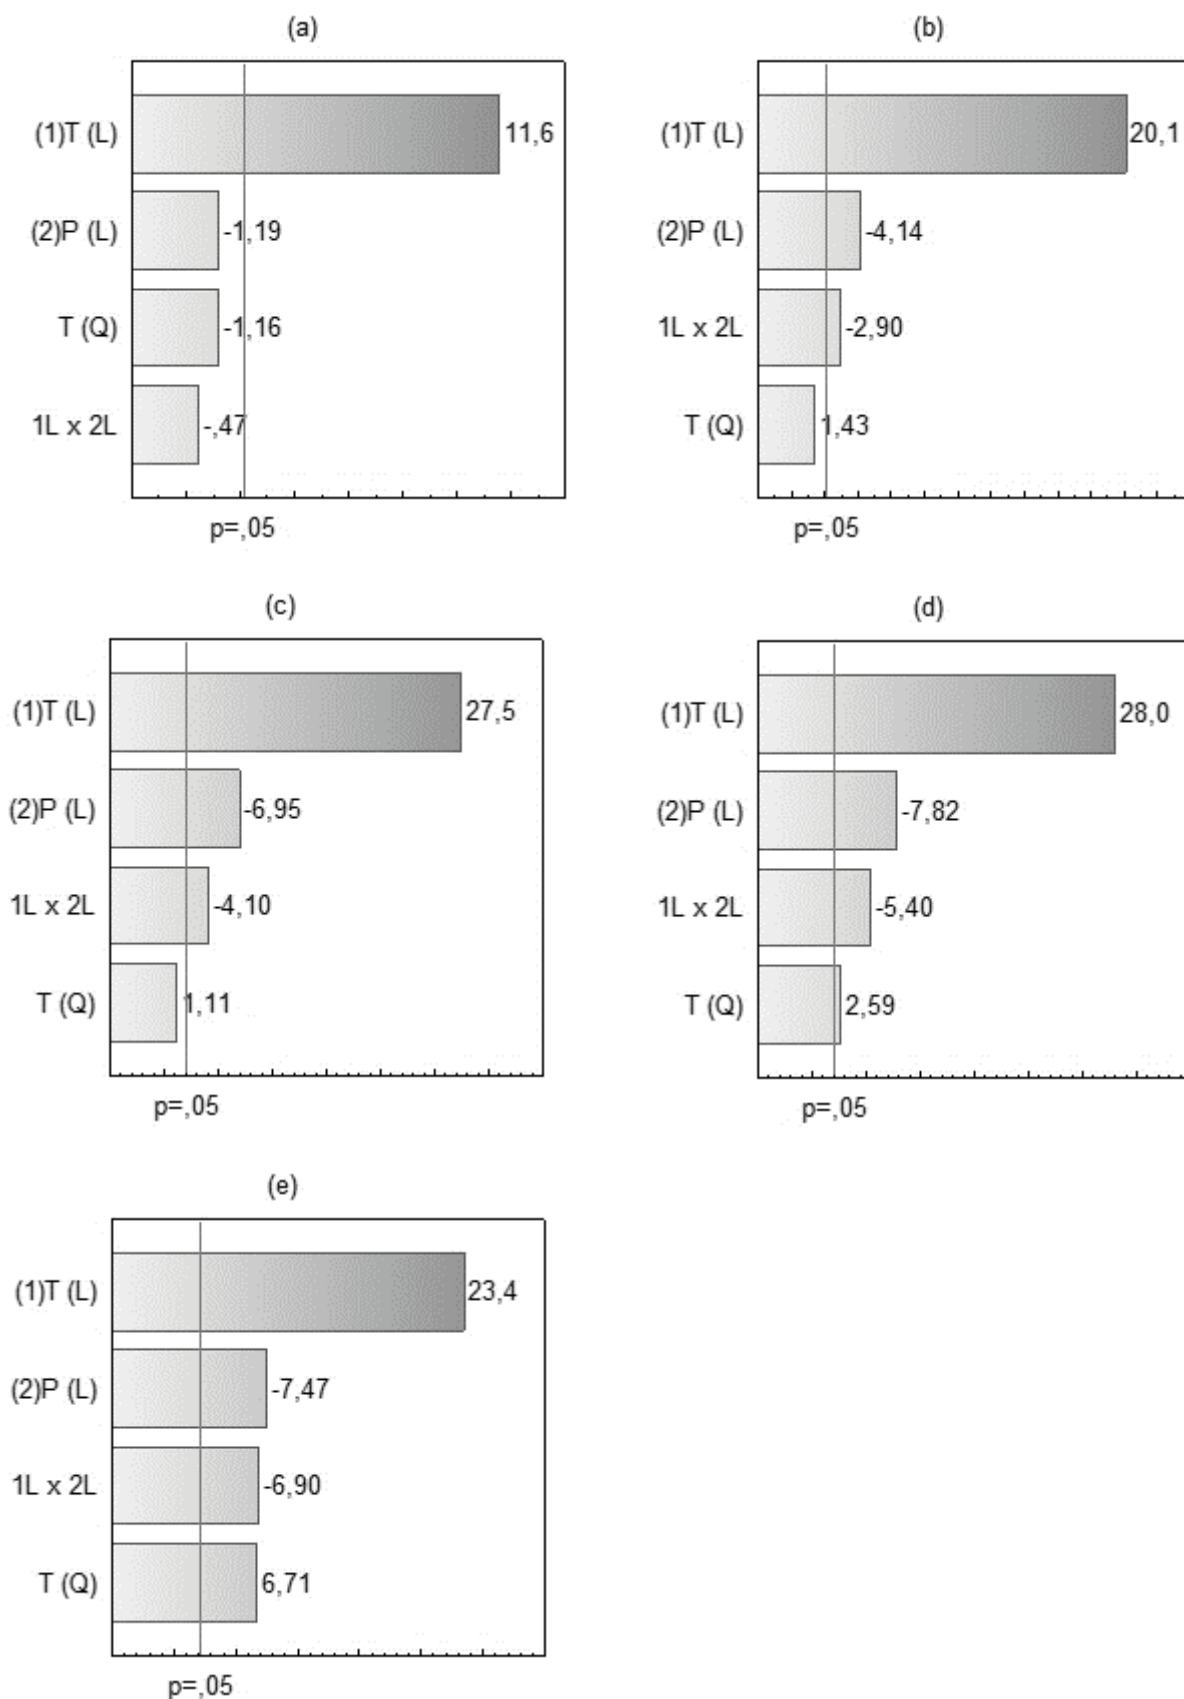 (a)
(1)T (L)
11,6
(2)P (L)
-1,19
T (Q)
-1,16
1L x 2L
-,47
p=,05
(b)
(1)T (L)
20,1
(2)P (L)
-4,14
1L x 2L
-2,90
T (Q)
1,43
p=,05
(c)
(1)T (L)
27,5
(2)P (L)
-6,95
1L x 2L
-4,10
T (Q)
1,11
p=,05
(d)
(1)T (L)
28,0
(2)P (L)
-7,82
1L x 2L
-5,40
T (Q)
2,59
p=,05
(e)
(1)T (L)
23,4
(2)P (L)
-7,47
1L x 2L
-6,90
T (Q)
6,71
p=,05